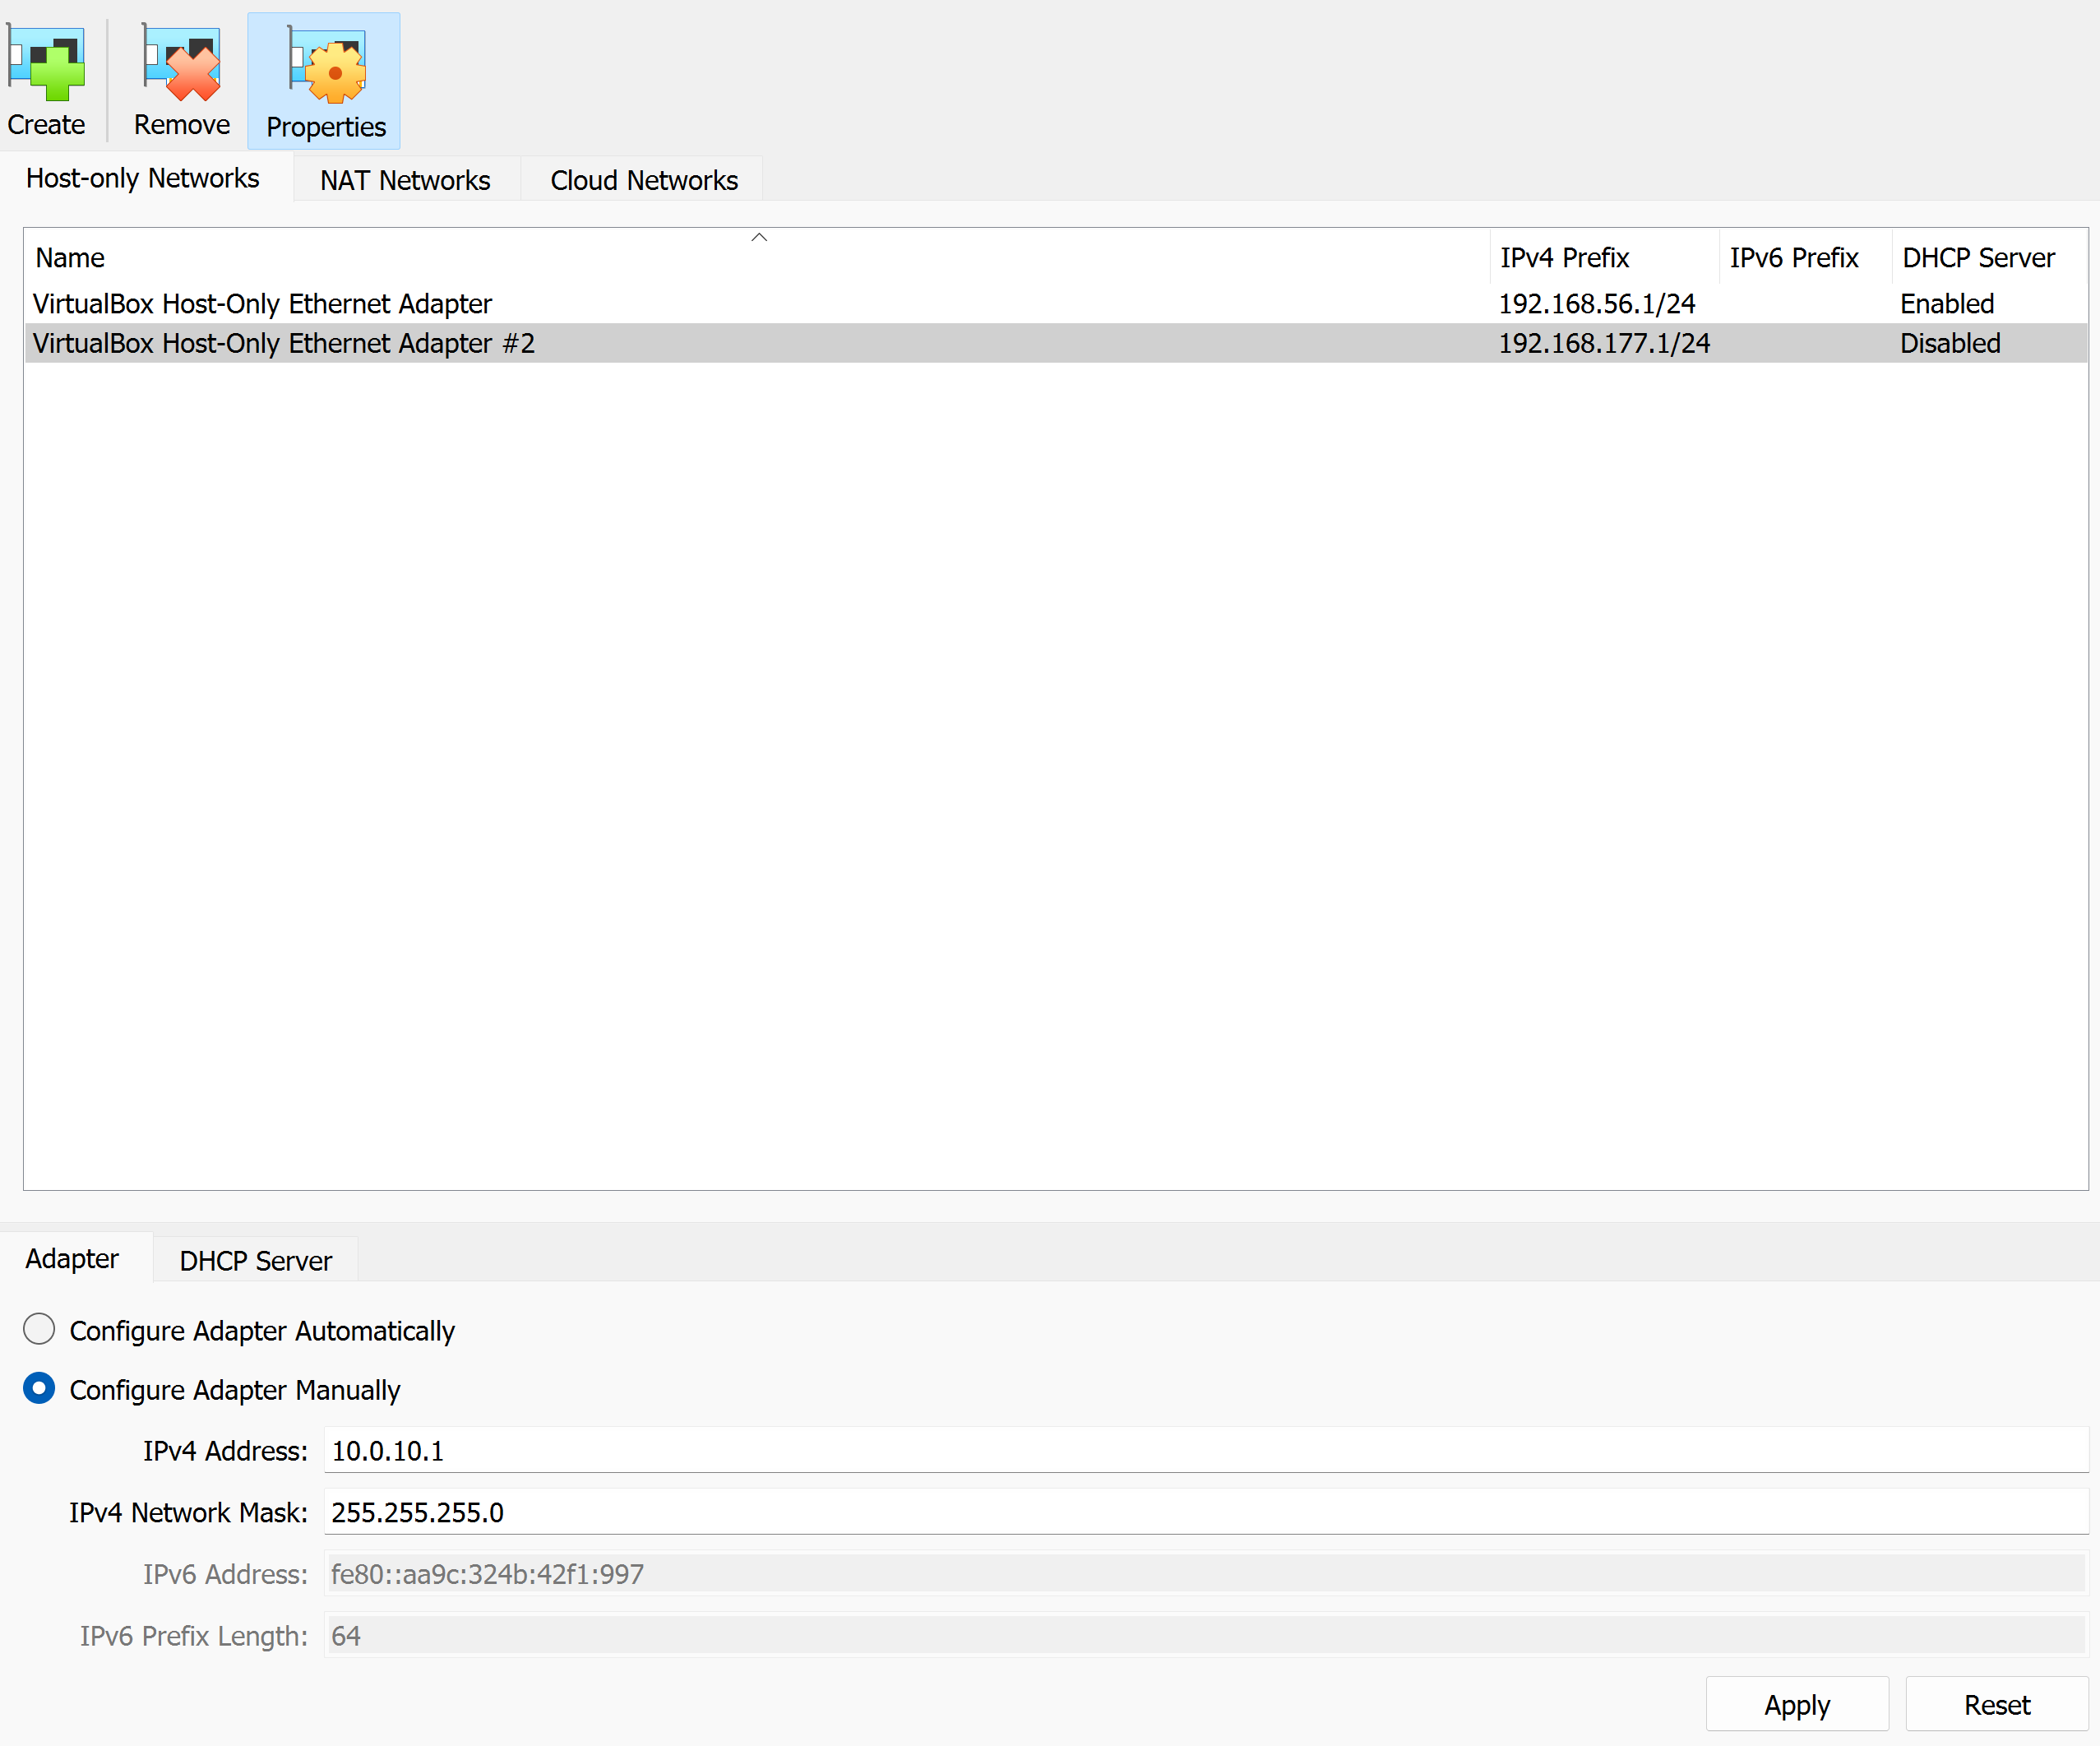 Create Remove Properties
Host-only Networks NAT Networks Cloud Networks
Name IPv4 Prefix IPv6 Prefix DHCP Server
VirtualBox Host-Only Ethernet Adapter 192.168.56.1/24 Enabled
VirtualBox Host-Only Ethernet Adapter #2 192.168.177.1/24 Disabled
Adapter DHCP Server
Configure Adapter Automatically
Configure Adapter Manually
IPv4 Address: 10.0.10.1
IPv4 Network Mask: 255.255.255.0
IPv6 Address: fe80::aa9c:324b:42f1:997
IPv6 Prefix Length: 64
Apply Reset